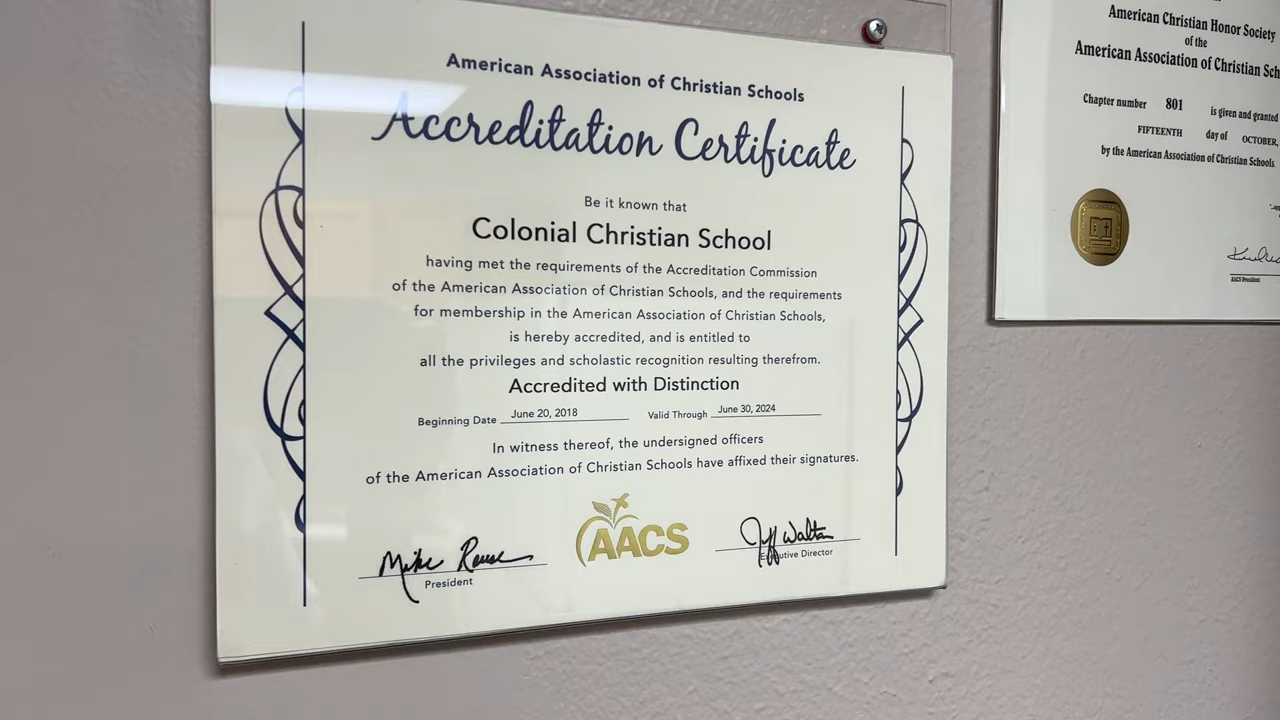 American Association of Christian Schools
Accreditation Certificate
Be it known that
Colonial Christian School
having met the requirements of the Accreditation Commission
of the American Association of Christian Schools, and the requirements
for membership in the American Association of Christian Schools,
is hereby accredited, and is entitled to
all the privileges and scholastic recognition resulting therefrom.
Accredited with Distinction
Beginning Date June 20, 2018 Valid Through June 30, 2024
In witness thereof, the undersigned officers
of the American Association of Christian Schools have affixed their signatures.
AACS
Mike
President
Jeff Walton
Executive Director
American Christian Honor Society
of the
American Association of Christian Sch
Chapter number 801 is given and granted
FIFTEENTH day of OCTOBER,
by the American Association of Christian Schools
AACS President